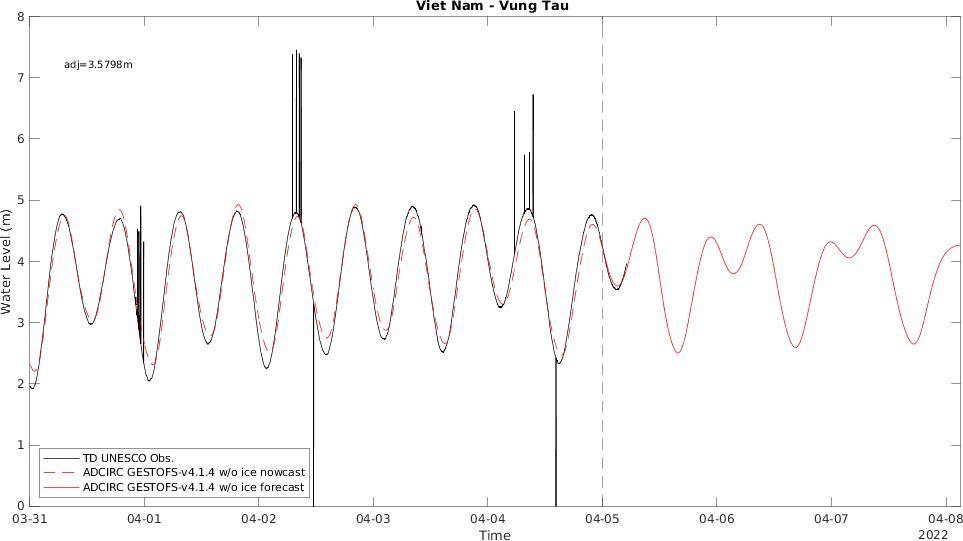 Viet Nam - Vung Tau
8
adj=3.5798m
7
6
5
4
3
2
1
0
Water Level (m)
TD UNESCO Obs.
ADCIRC GESTOFS-v4.1.4 w/o ice nowcast
ADCIRC GESTOFS-v4.1.4 w/o ice forecast
03-31 04-01 04-02 04-03 04-04 04-05 04-06 04-07 04-08
Time
2022